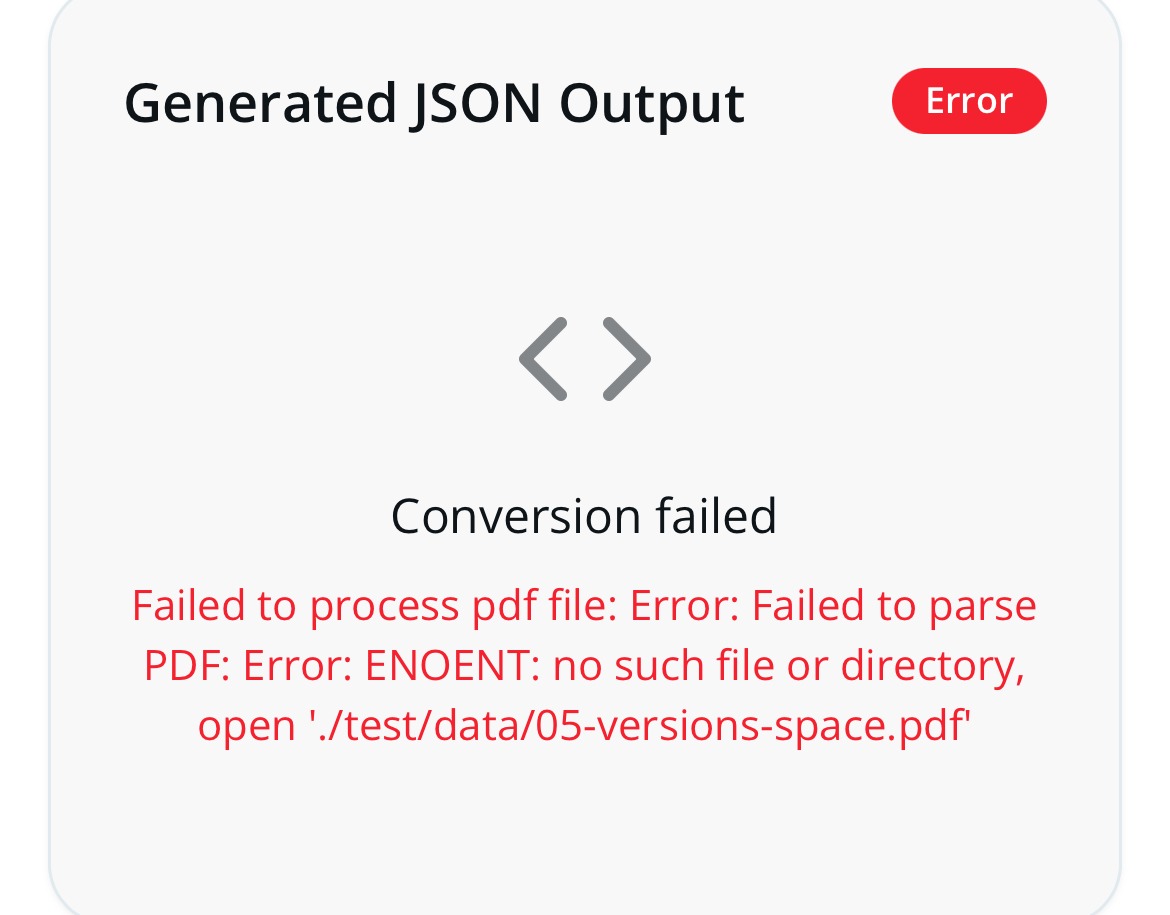 Generated JSON Output
Error
Conversion failed
Failed to process pdf file: Error: Failed to parse
PDF: Error: ENOENT: no such file or directory,
open './test/data/05-versions-space.pdf'